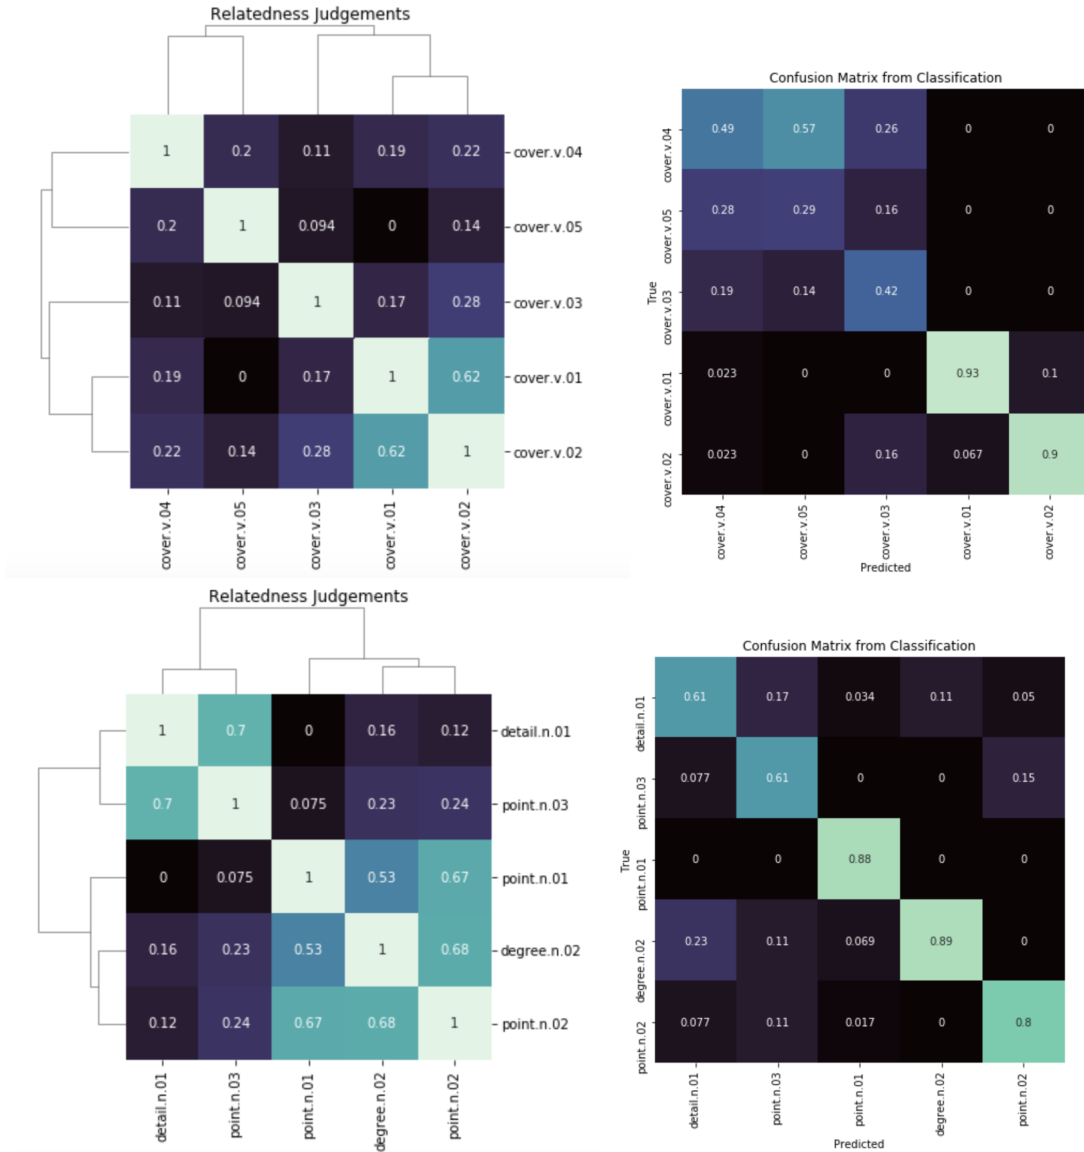 Relatedness Judgements
1 0.2 0.11 0.19 0.22 cover.v.04
0.2 1 0.094 0 0.14 cover.v.05
0.11 0.094 1 0.17 0.28 cover.v.03
0.19 0 0.17 1 0.62 cover.v.01
0.22 0.14 0.28 0.62 1 cover.v.02
cover.v.04 cover.v.05 cover.v.03 cover.v.01 cover.v.02
Confusion Matrix from Classification
True
cover.v.04 0.49 0.57 0.26 0 0
cover.v.05 0.28 0.29 0.16 0 0
cover.v.03 0.19 0.14 0.42 0 0
cover.v.01 0.023 0 0 0.93 0.1
cover.v.02 0.023 0 0.16 0.067 0.9
cover.v.04 cover.v.05 cover.v.03 cover.v.01 cover.v.02
Predicted
Relatedness Judgements
1 0.7 0 0.16 0.12 detail.n.01
0.7 1 0.075 0.23 0.24 point.n.03
0 0.075 1 0.53 0.67 point.n.01
0.16 0.23 0.53 1 0.68 degree.n.02
0.12 0.24 0.67 0.68 1 point.n.02
detail.n.01 point.n.03 point.n.01 degree.n.02 point.n.02
Confusion Matrix from Classification
True
detail.n.01 0.61 0.17 0.034 0.11 0.05
point.n.03 0.077 0.61 0 0 0.15
point.n.01 0 0 0.88 0 0
degree.n.02 0.23 0.11 0.069 0.89 0
point.n.02 0.077 0.11 0.017 0 0.8
detail.n.01 point.n.03 point.n.01 degree.n.02 point.n.02
Predicted